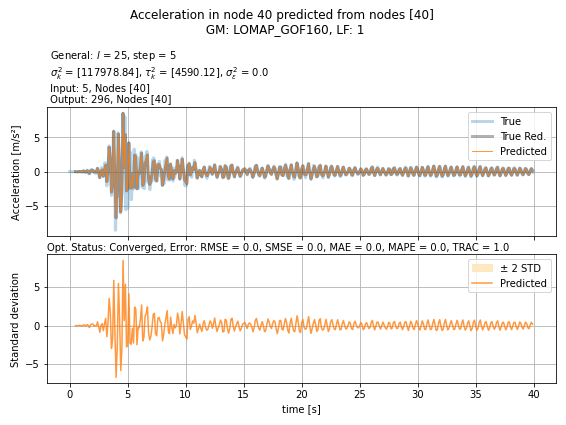 Acceleration in node 40 predicted from nodes [40]
GM: LOMAP_GOF160, LF: 1
General: l = 25, step = 5
σ²ₖ = [117978.84], τ²ₖ = [4590.12], σ²ε = 0.0
Input: 5, Nodes [40]
Output: 296, Nodes [40]
Acceleration [m/s²]
5
0
−5
True
True Red.
Predicted
Opt. Status: Converged, Error: RMSE = 0.0, SMSE = 0.0, MAE = 0.0, MAPE = 0.0, TRAC = 1.0
Standard deviation
5
0
−5
± 2 STD
Predicted
0 5 10 15 20 25 30 35 40
time [s]